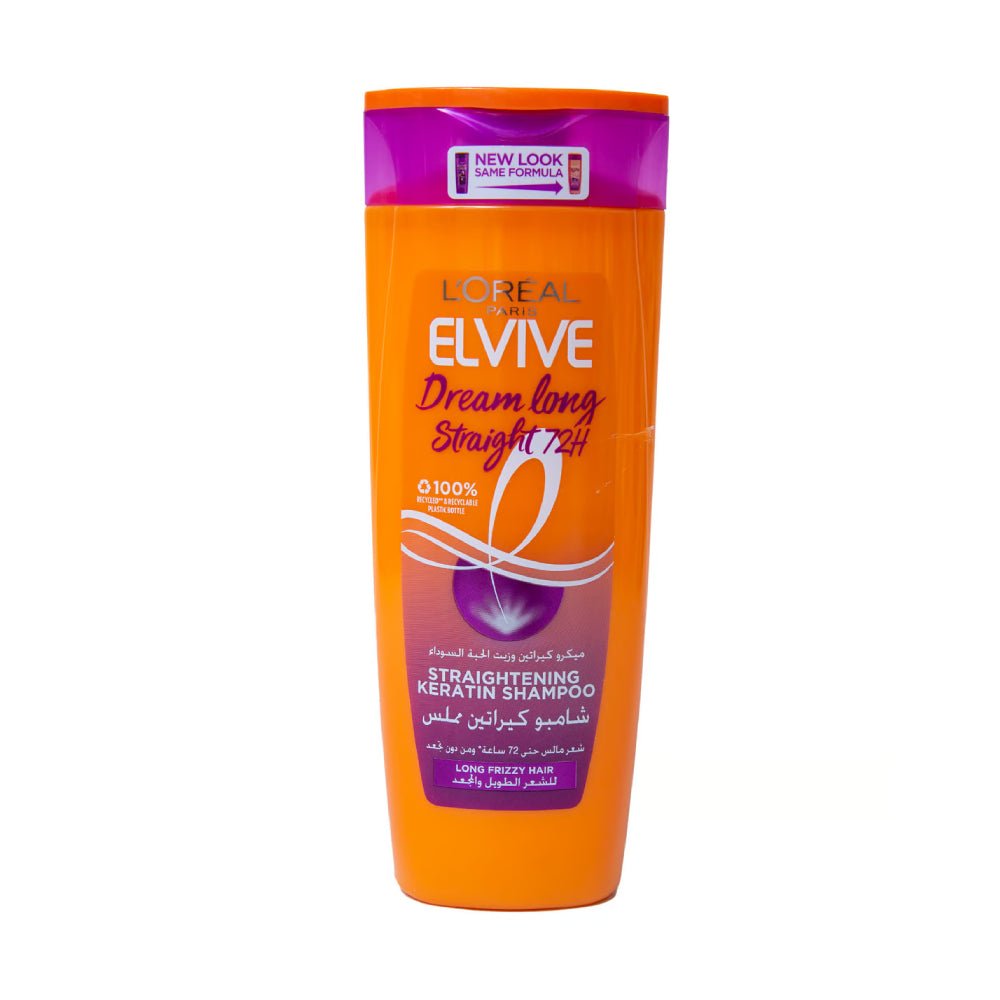 NEW LOOK
SAME FORMULA
L'ORÉAL
PARIS
ELVIVE
Dream long
Straight 72H
100%
RECYCLED** & RECYCLABLE
PLASTIC BOTTLE
ميكرو كيراتين وزيت الحبة السوداء
STRAIGHTENING
KERATIN SHAMPOO
شامبو كيراتين مملس
شعر مالس حتى 72 ساعة* ومن دون تجعد
LONG FRIZZY HAIR
للشعر الطويل والمجعد